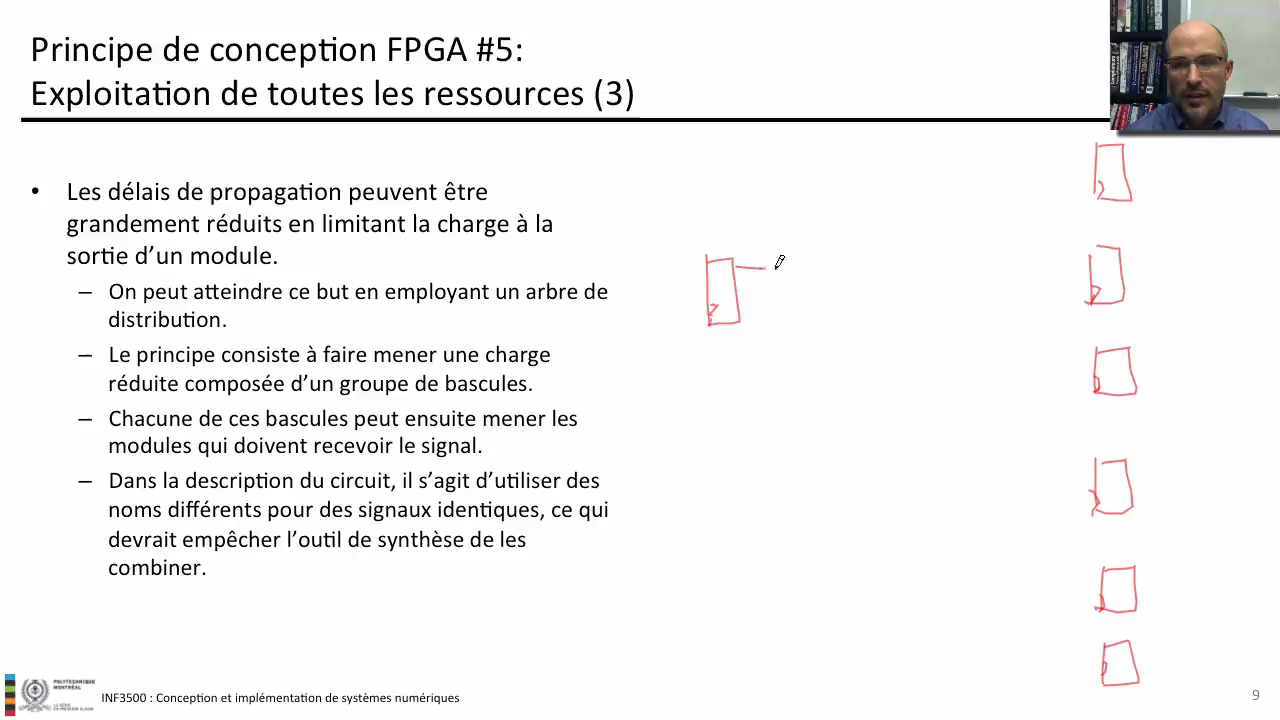 Principe de conception FPGA #5:
Exploitation de toutes les ressources (3)
• Les délais de propagation peuvent être
grandement réduits en limitant la charge à la
sortie d’un module.
– On peut atteindre ce but en employant un arbre de
distribution.
– Le principe consiste à faire mener une charge
réduite composée d’un groupe de bascules.
– Chacune de ces bascules peut ensuite mener les
modules qui doivent recevoir le signal.
– Dans la description du circuit, il s’agit d’utiliser des
noms différents pour des signaux identiques, ce qui
devrait empêcher l’outil de synthèse de les
combiner.
POLYTECHNIQUE
MONTRÉAL
INF3500 : Conception et implémentation de systèmes numériques
9